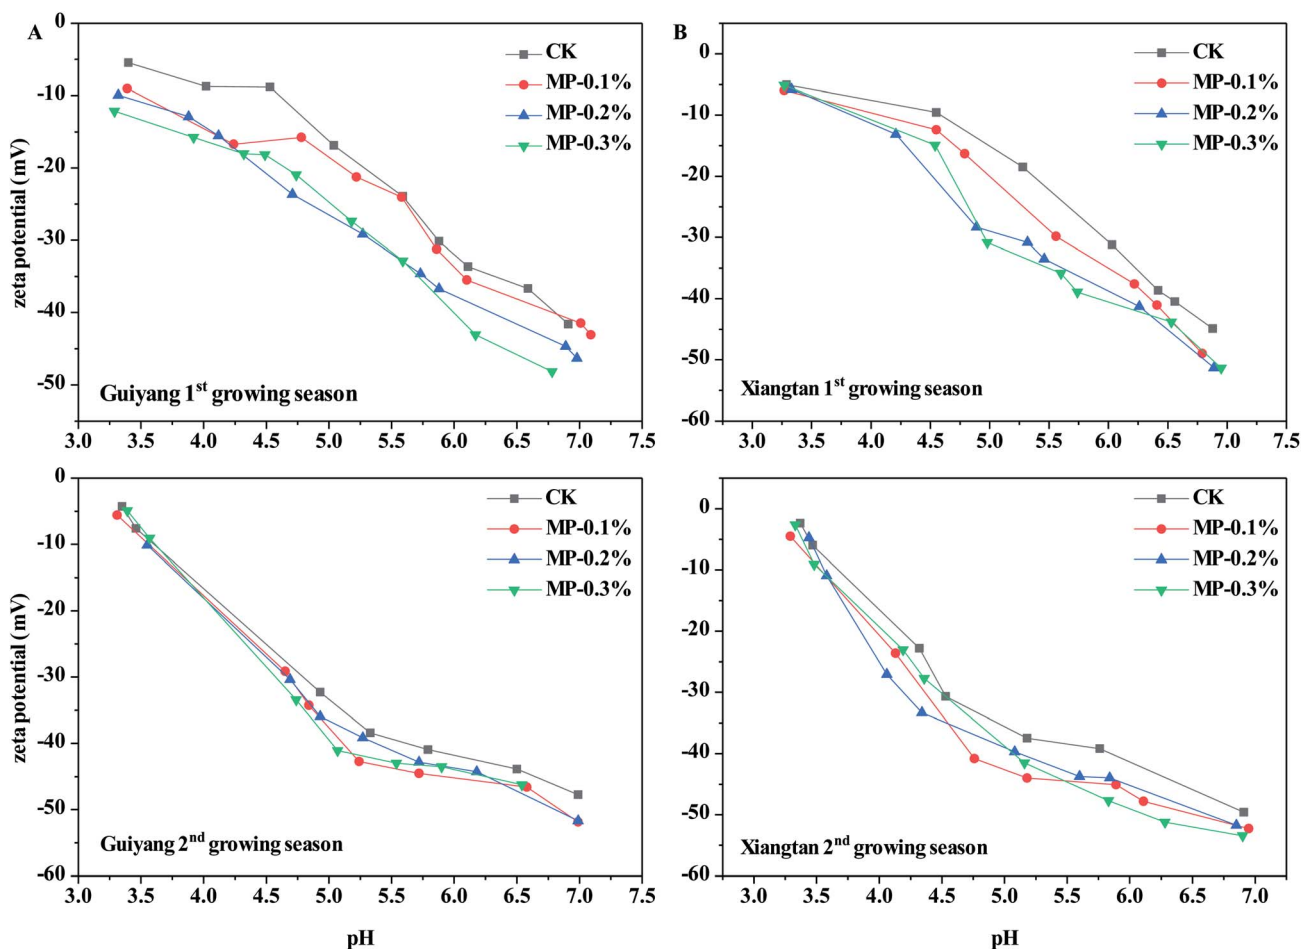 A
CK
MP-0.1%
MP-0.2%
MP-0.3%
zeta potential (mV)
0
-10
-20
-30
-40
-50
Guiyang 1st growing season
3.0 3.5 4.0 4.5 5.0 5.5 6.0 6.5 7.0 7.5
B
CK
MP-0.1%
MP-0.2%
MP-0.3%
0
-10
-20
-30
-40
-50
-60
Xiangtan 1st growing season
3.0 3.5 4.0 4.5 5.0 5.5 6.0 6.5 7.0 7.5
CK
MP-0.1%
MP-0.2%
MP-0.3%
zeta potential (mV)
0
-10
-20
-30
-40
-50
-60
Guiyang 2nd growing season
3.0 3.5 4.0 4.5 5.0 5.5 6.0 6.5 7.0 7.5
pH
CK
MP-0.1%
MP-0.2%
MP-0.3%
0
-10
-20
-30
-40
-50
-60
Xiangtan 2nd growing season
3.0 3.5 4.0 4.5 5.0 5.5 6.0 6.5 7.0
pH